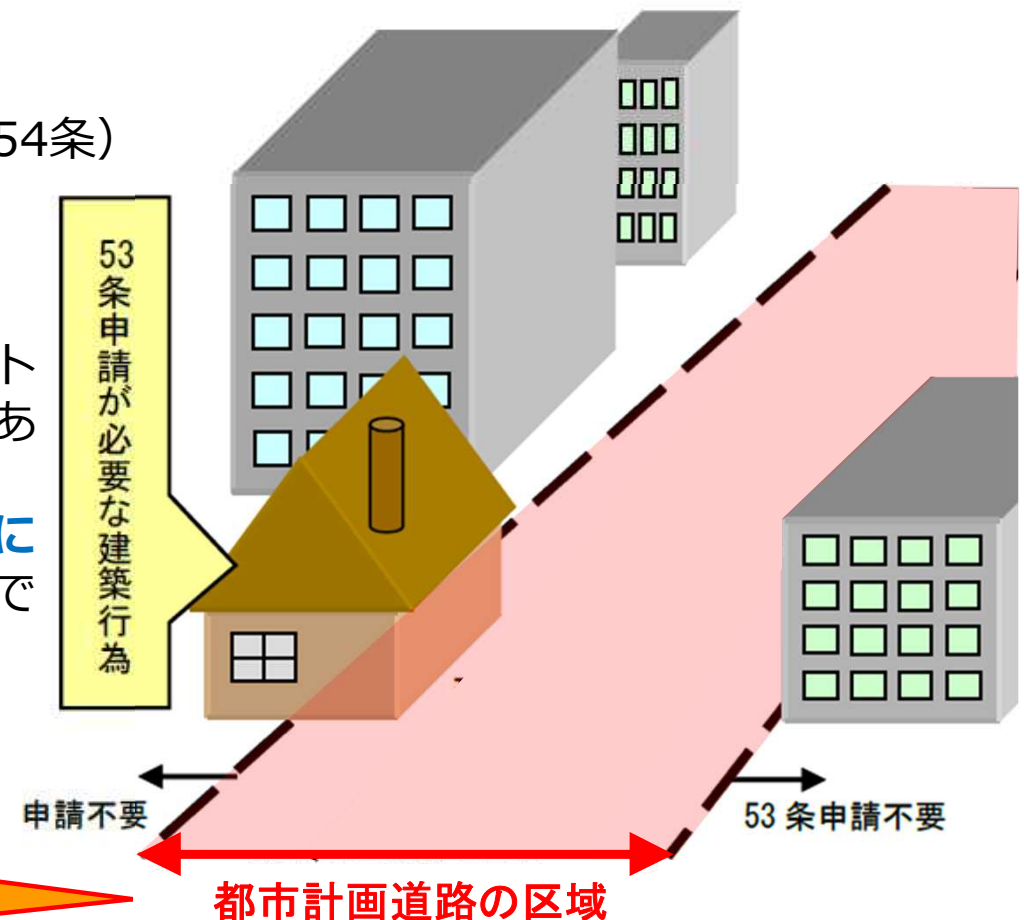 54条）
ト
あ
に
で
53条申請が必要な建築行為
申請不要
53 条申請不要
都市計画道路の区域